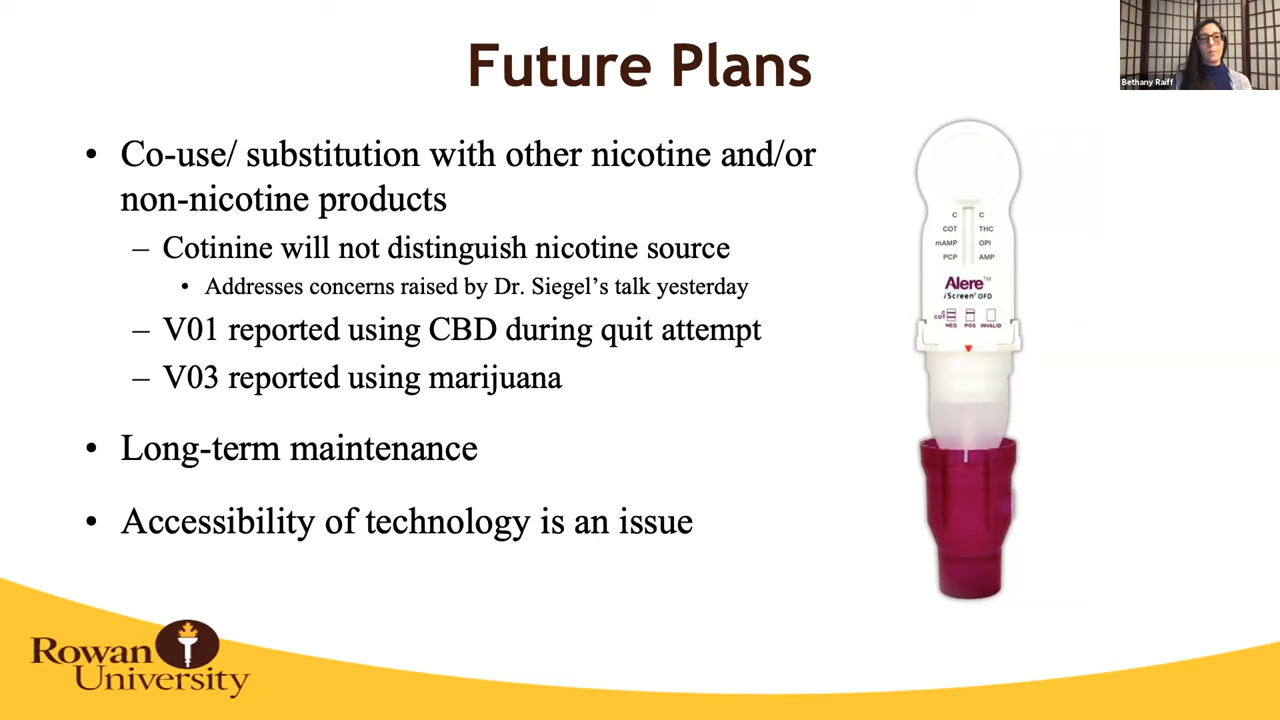 Future Plans
Bethany Raiff
• Co-use/ substitution with other nicotine and/or
non-nicotine products
– Cotinine will not distinguish nicotine source
• Addresses concerns raised by Dr. Siegel’s talk yesterday
– V01 reported using CBD during quit attempt
– V03 reported using marijuana
• Long-term maintenance
• Accessibility of technology is an issue
C C
COT THC
mAMP OPI
PCP AMP
Alere™
iScreen® OFD
C
COT
NEG POS INVALID
Rowan
University